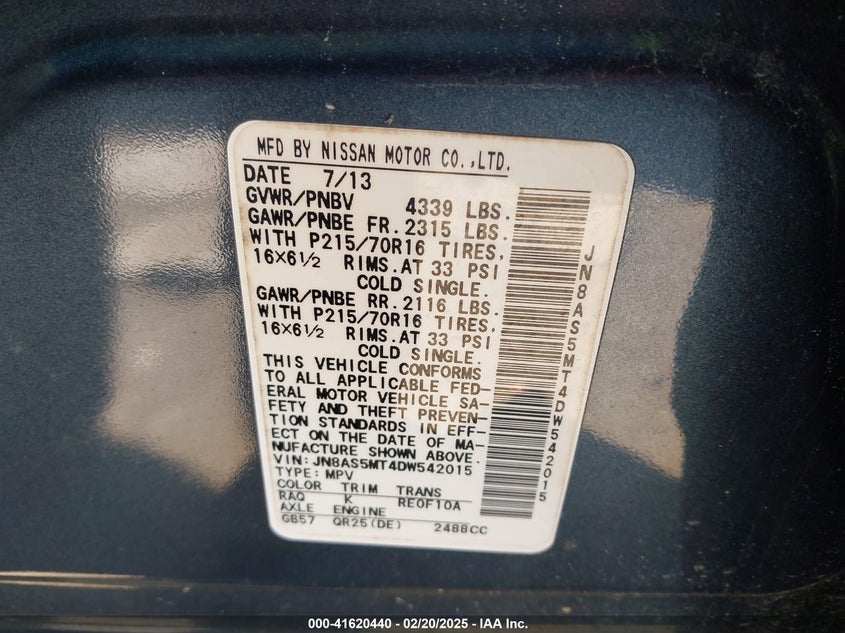 MFD BY NISSAN MOTOR CO.,LTD.
DATE 7/13
GVWR/PNBV 4339 LBS.
GAWR/PNBE FR.2315 LBS.
WITH P215/70R16 TIRES,
16×6½ RIMS.AT 33 PSI
COLD SINGLE.
GAWR/PNBE RR.2116 LBS.
WITH P215/70R16 TIRES,
16×6½ RIMS.AT 33 PSI
COLD SINGLE.
THIS VEHICLE CONFORMS
TO ALL APPLICABLE FED-
ERAL MOTOR VEHICLE SA-
FETY AND THEFT PREVEN-
TION STANDARDS IN EFF-
ECT ON THE DATE OF MA-
NUFACTURE SHOWN ABOVE.
VIN: JN8AS5MT4DW542015
TYPE: MPV
COLOR TRIM TRANS
RAQ K RE0F10A
AXLE ENGINE
GB57 QR25(DE) 2488CC
JN8AS5MT4DW542015
000-41620440 - 02/20/2025 - IAA Inc.